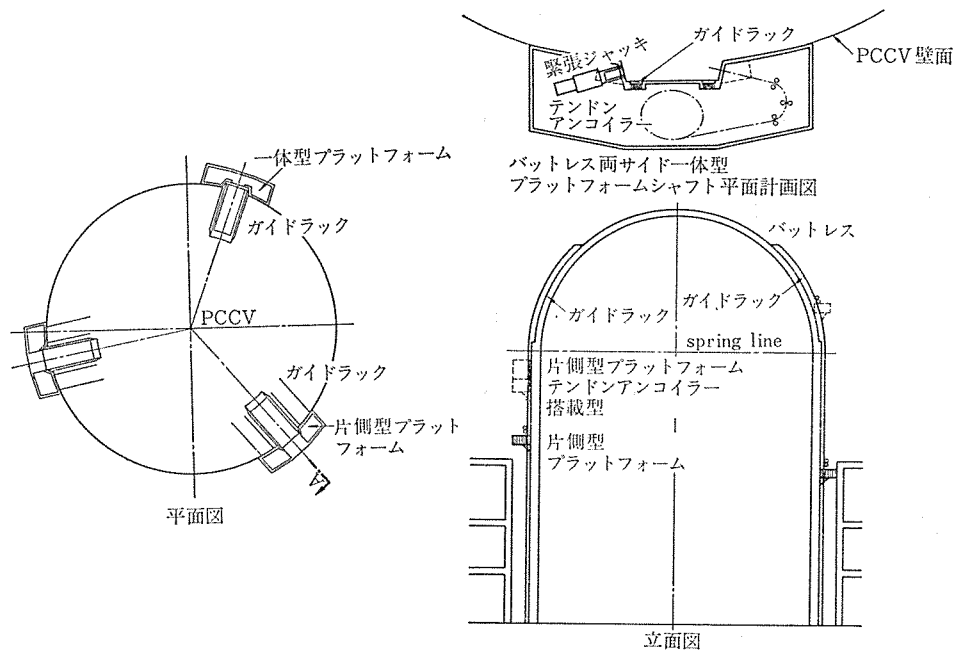 ガイドラック
緊張ジャッキ
PCCV壁面
テンドン
アンコイラー
バットレス両サイド一体型
プラットフォームシャフト平面計画図
一体型プラットフォーム
ガイドラック
PCCV
ガイドラック
片側型プラット
フォーム
A
平面図
バットレス
ガイドラック
ガイドラック
spring line
片側型プラットフォーム
テンドンアンコイラー
搭載型
片側型
プラットフォーム
立面図